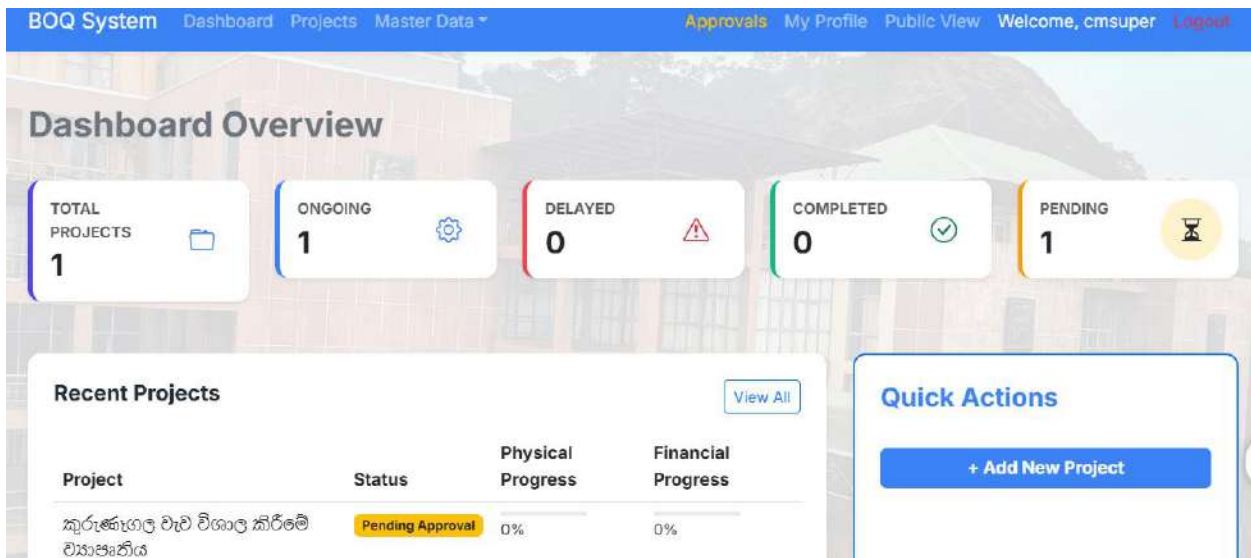 BOQ System Dashboard Projects Master Data Approvals My Profile Public View Welcome, cmsuper Logout
Dashboard Overview
TOTAL
PROJECTS
1
ONGOING
1
DELAYED
0
COMPLETED
0
PENDING
1
Recent Projects
View All
Project Status Physical Progress Financial Progress
කුරුණෑගල වැව විශාල කිරීමේ
ව්‍යාපෘතිය
Pending Approval
0%
0%
Quick Actions
+ Add New Project